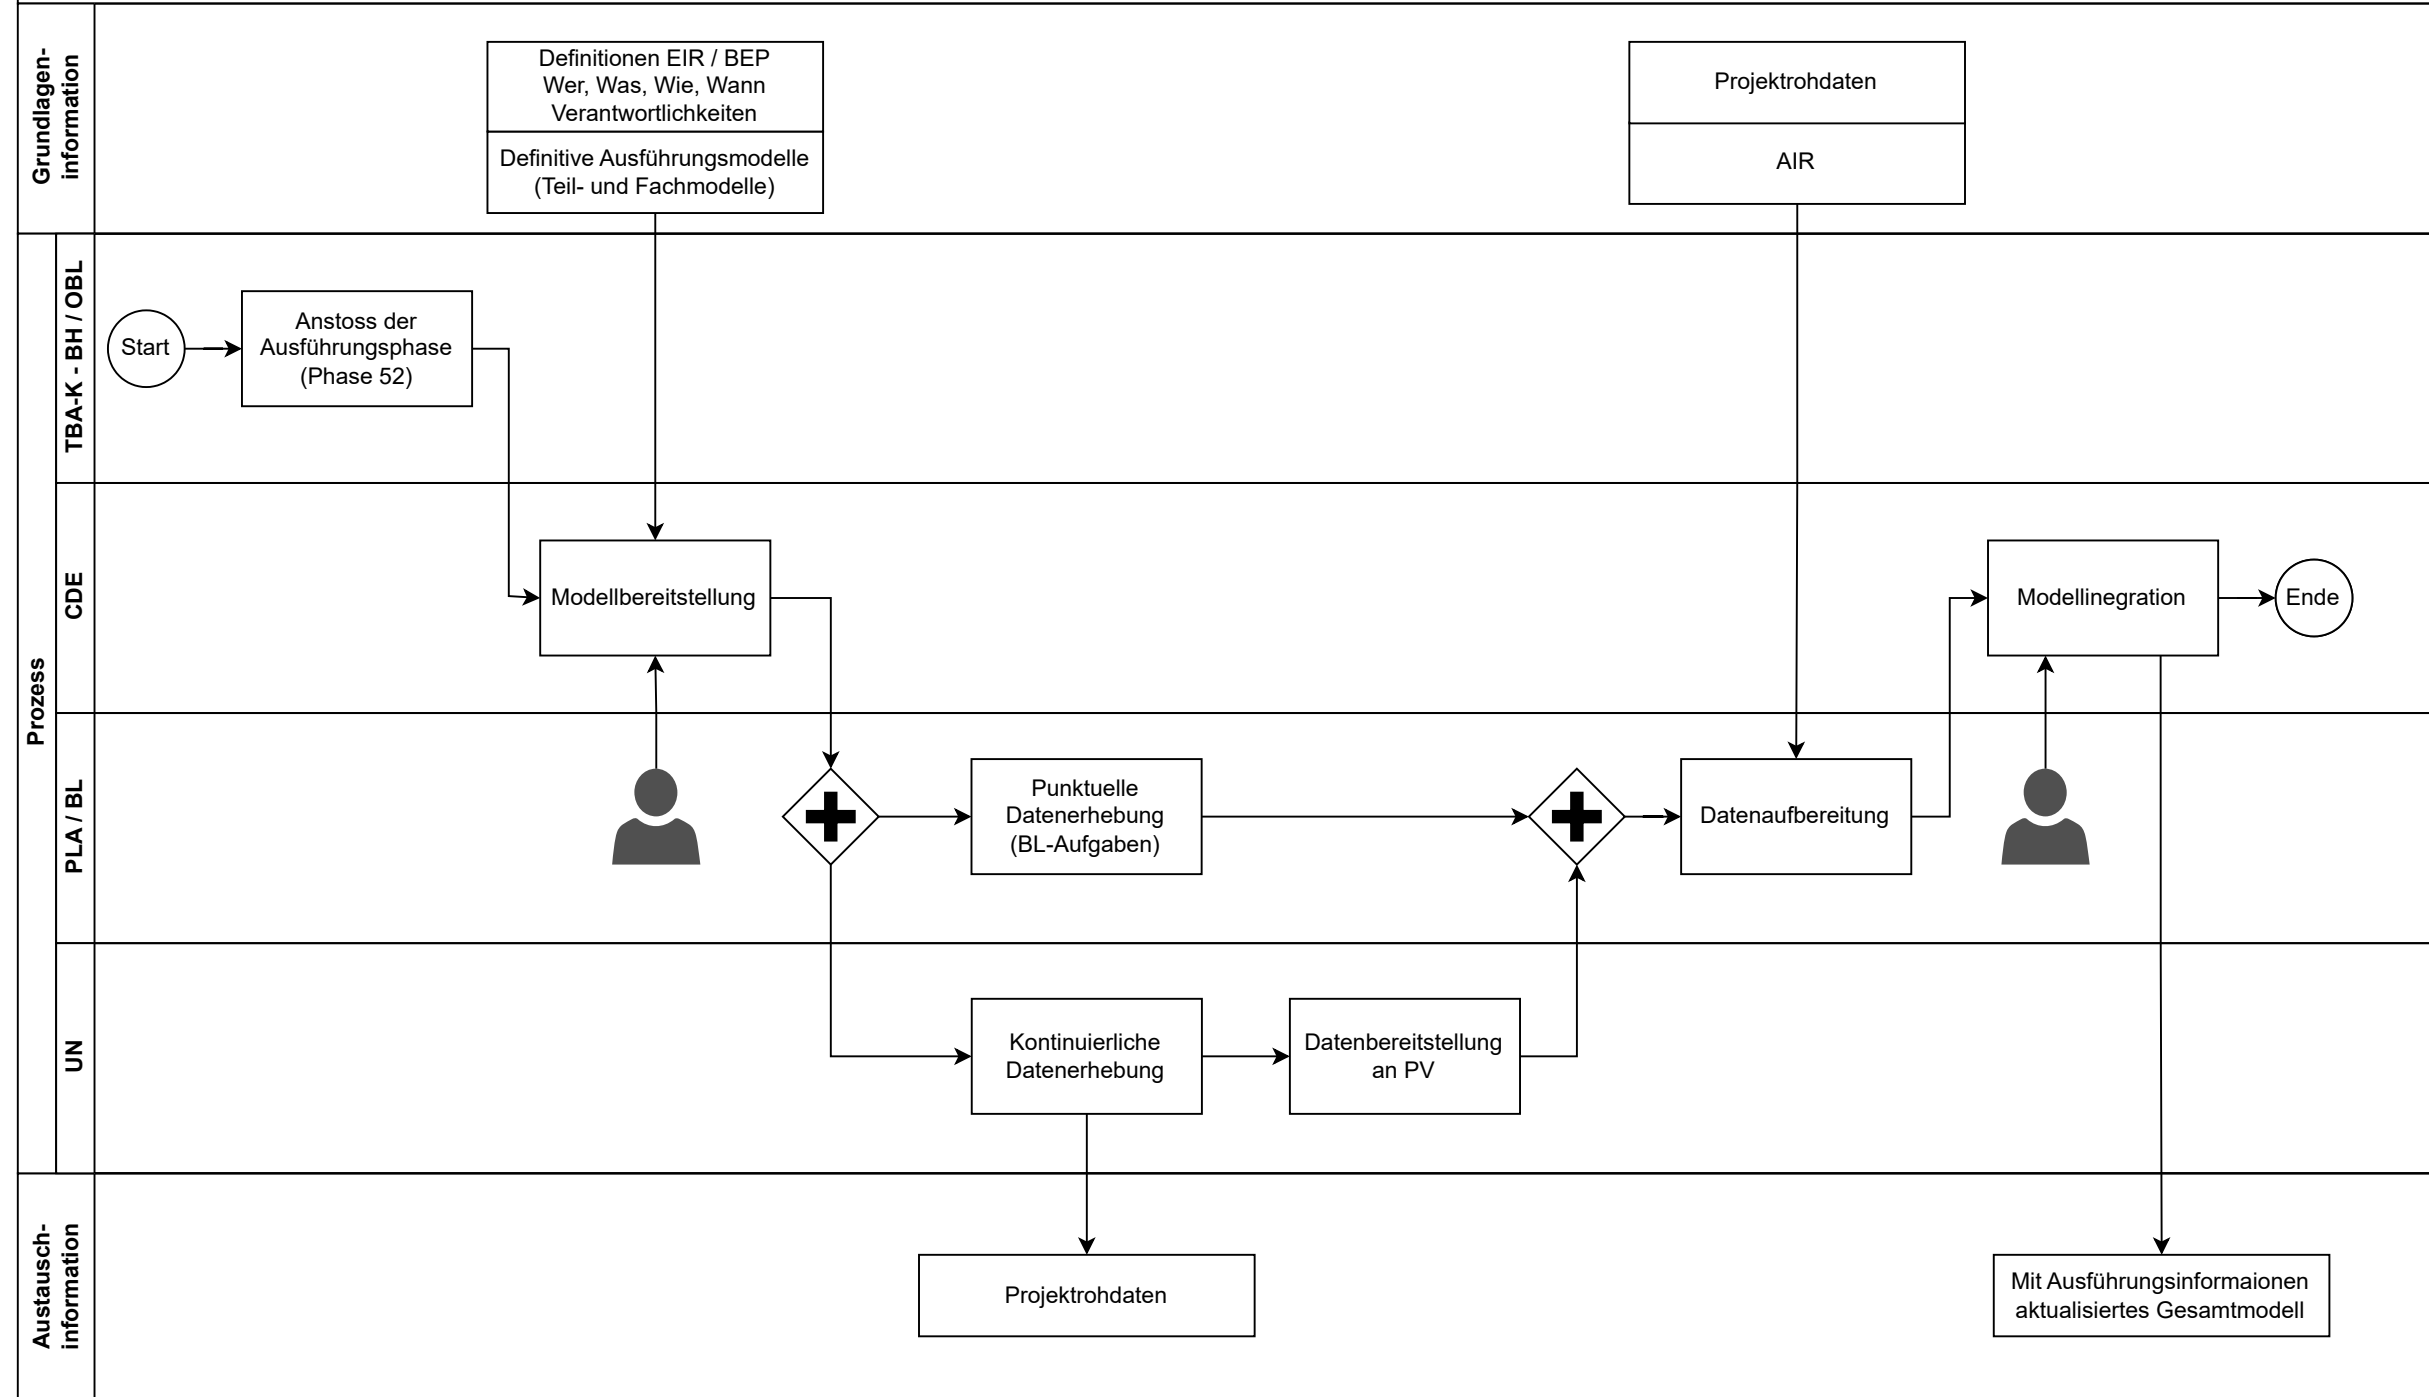 Grundlagen-
information
Definitionen EIR / BEP
Wer, Was, Wie, Wann
Verantwortlichkeiten
Definitive Ausführungsmodelle
(Teil- und Fachmodelle)
Projektrohdaten
AIR
Prozess
TBA-K - BH / OBL
Start
Anstoss der
Ausführungsphase
(Phase 52)
CDE
Modellbereitstellung
Modellinegration
Ende
PLA / BL
Punktuelle
Datenerhebung
(BL-Aufgaben)
Datenaufbereitung
UN
Kontinuierliche
Datenerhebung
Datenbereitstellung
an PV
Austausch-
information
Projektrohdaten
Mit Ausführungsinformaionen
aktualisiertes Gesamtmodell